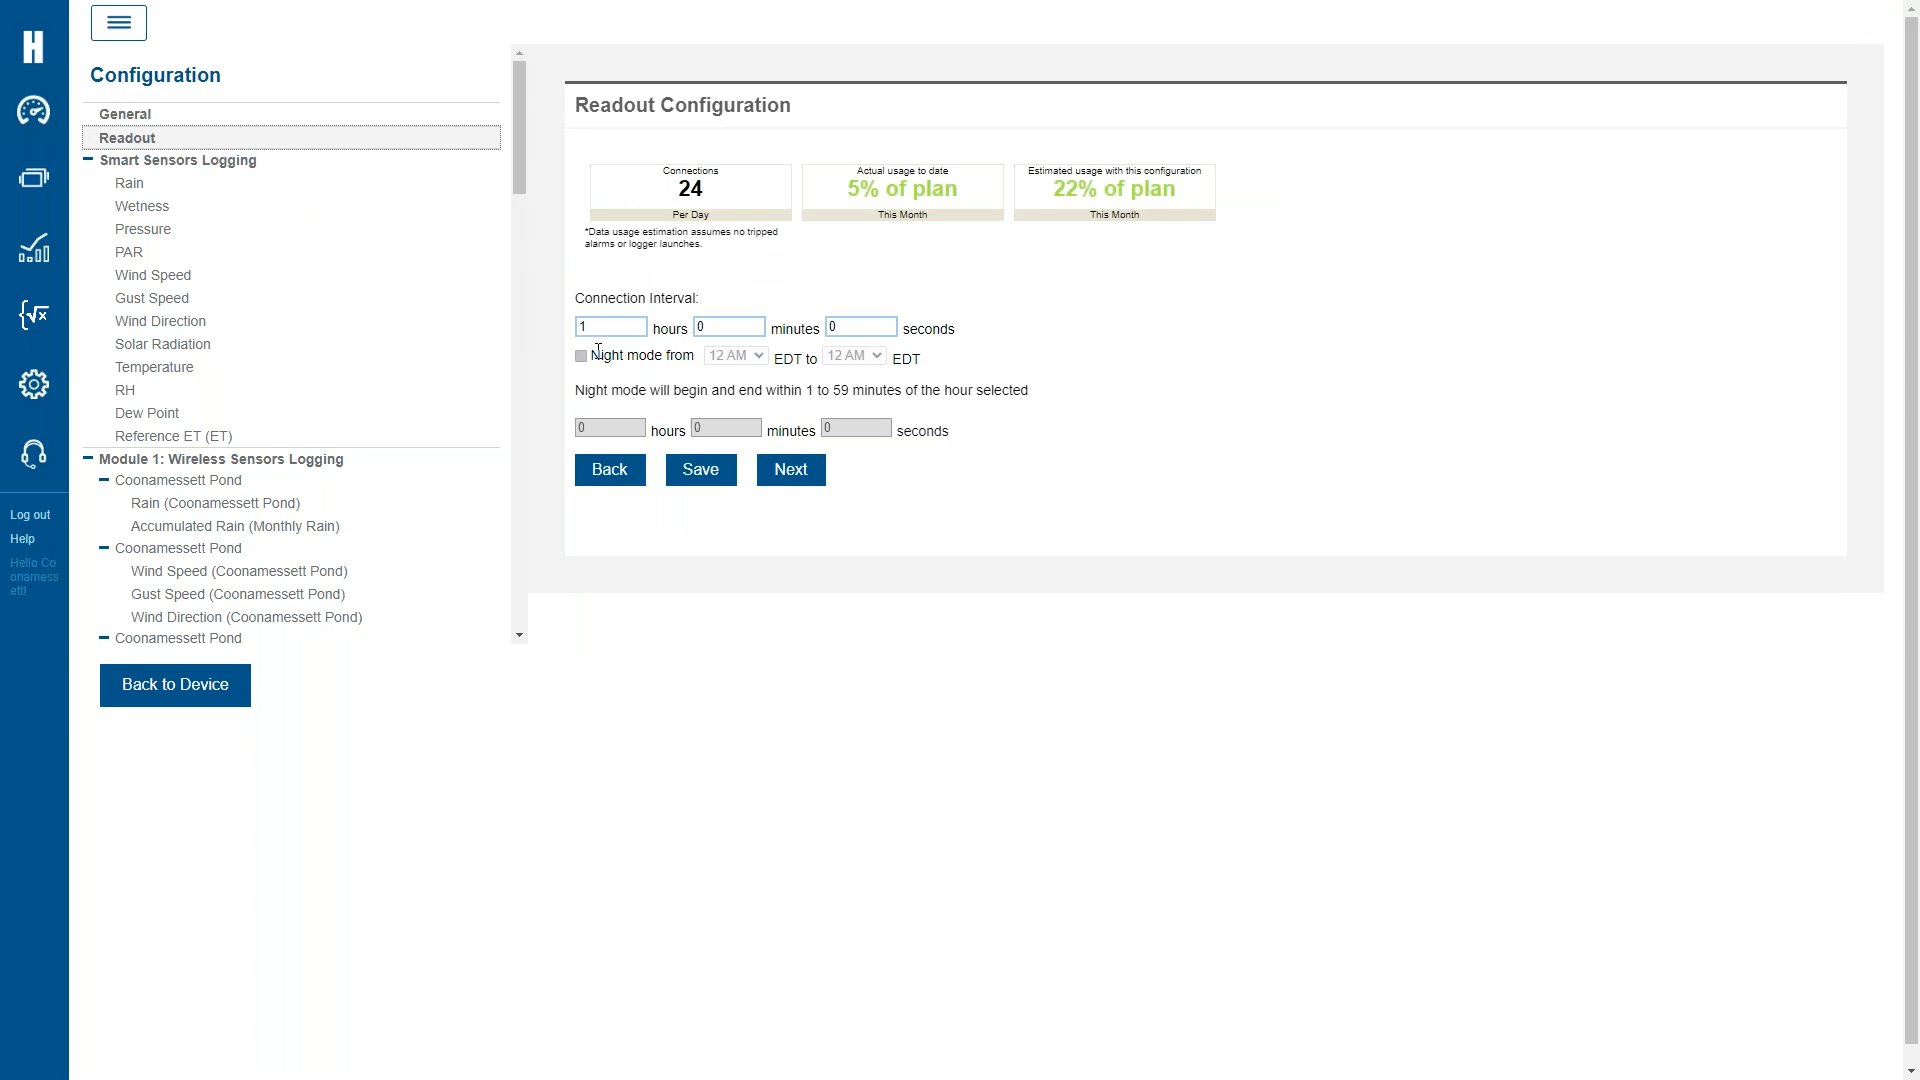 H
Configuration
General
Readout
Smart Sensors Logging
Rain
Wetness
Pressure
PAR
Wind Speed
Gust Speed
Wind Direction
Solar Radiation
Temperature
RH
Dew Point
Reference ET (ET)
Module 1: Wireless Sensors Logging
Coonamessett Pond
Rain (Coonamessett Pond)
Accumulated Rain (Monthly Rain)
Coonamessett Pond
Wind Speed (Coonamessett Pond)
Gust Speed (Coonamessett Pond)
Wind Direction (Coonamessett Pond)
Coonamessett Pond
Back to Device
Log out
Help
Hello Co
onamess
ett!
Readout Configuration
Connections
24
Per Day
Actual usage to date
5% of plan
This Month
Estimated usage with this configuration
22% of plan
This Month
*Data usage estimation assumes no tripped
alarms or logger launches.
Connection Interval:
1 hours 0 minutes 0 seconds
Night mode from 12 AM EDT to 12 AM EDT
Night mode will begin and end within 1 to 59 minutes of the hour selected
0 hours 0 minutes 0 seconds
Back Save Next